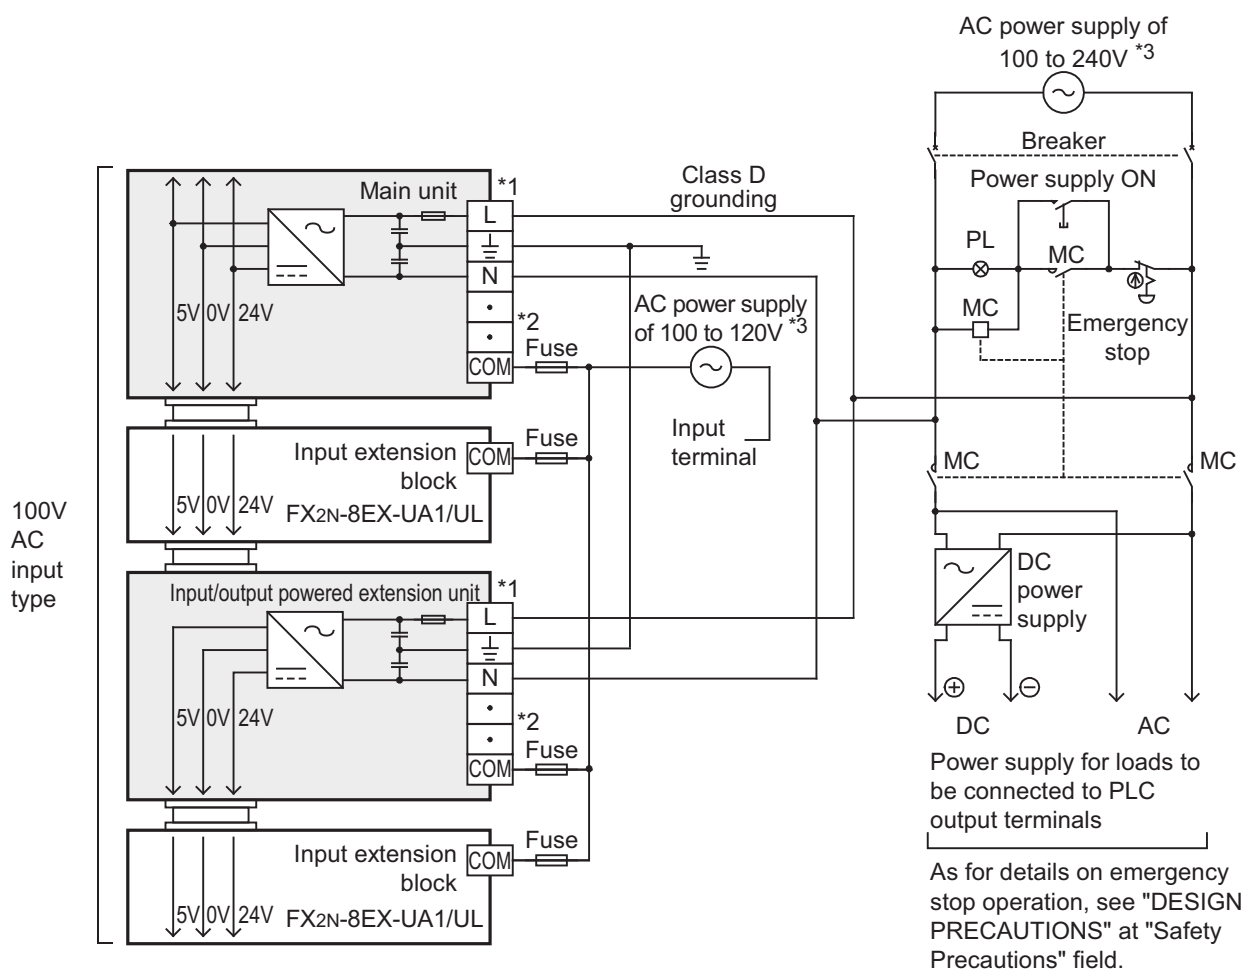 AC power supply of
100 to 240V *3
Breaker
Power supply ON
PL
MC
MC
Emergency
stop
MC
MC
DC
power
supply
⊕
⊖
DC
AC
Power supply for loads to
be connected to PLC
output terminals
As for details on emergency
stop operation, see "DESIGN
PRECAUTIONS" at "Safety
Precautions" field.
Class D
grounding
AC power supply
of 100 to 120V *3
Input
terminal
100V
AC
input
type
Main unit
*1
L
N
•
•
*2
COM
Fuse
5V 0V 24V
Input extension
block
FX2N-8EX-UA1/UL
COM
Fuse
5V 0V 24V
Input/output powered extension unit
*1
L
N
•
•
*2
COM
Fuse
5V 0V 24V
Input extension
block
FX2N-8EX-UA1/UL
COM
Fuse
5V 0V 24V